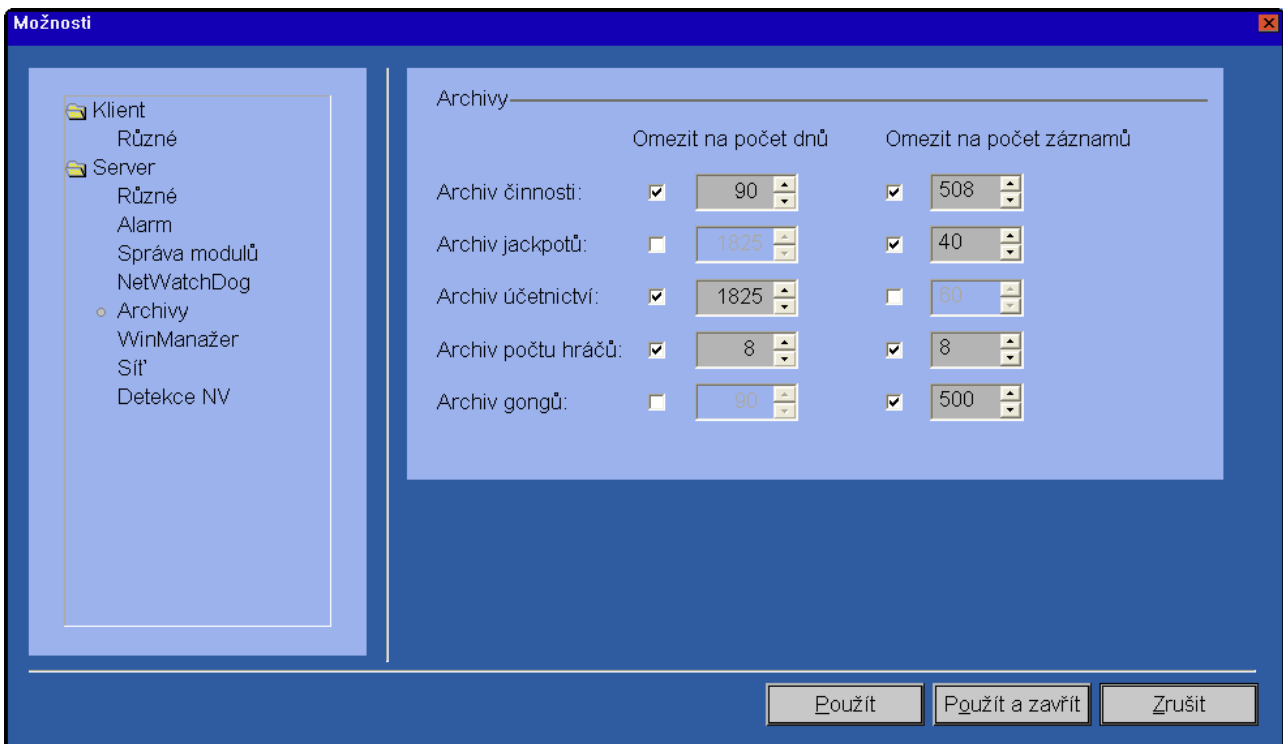 Možnosti
Klient
Různé
Server
Různé
Alarm
Správa modulů
NetWatchDog
Archivy
WinManažer
Síť
Detekce NV
Archivy
Omezit na počet dnů Omezit na počet záznamů
Archiv činnosti: 90 508
Archiv jackpotů: 1825 40
Archiv účetnictví: 1825 60
Archiv počtu hráčů: 8 8
Archiv gongů: 90 500
Použít Použít a zavřít Zrušit